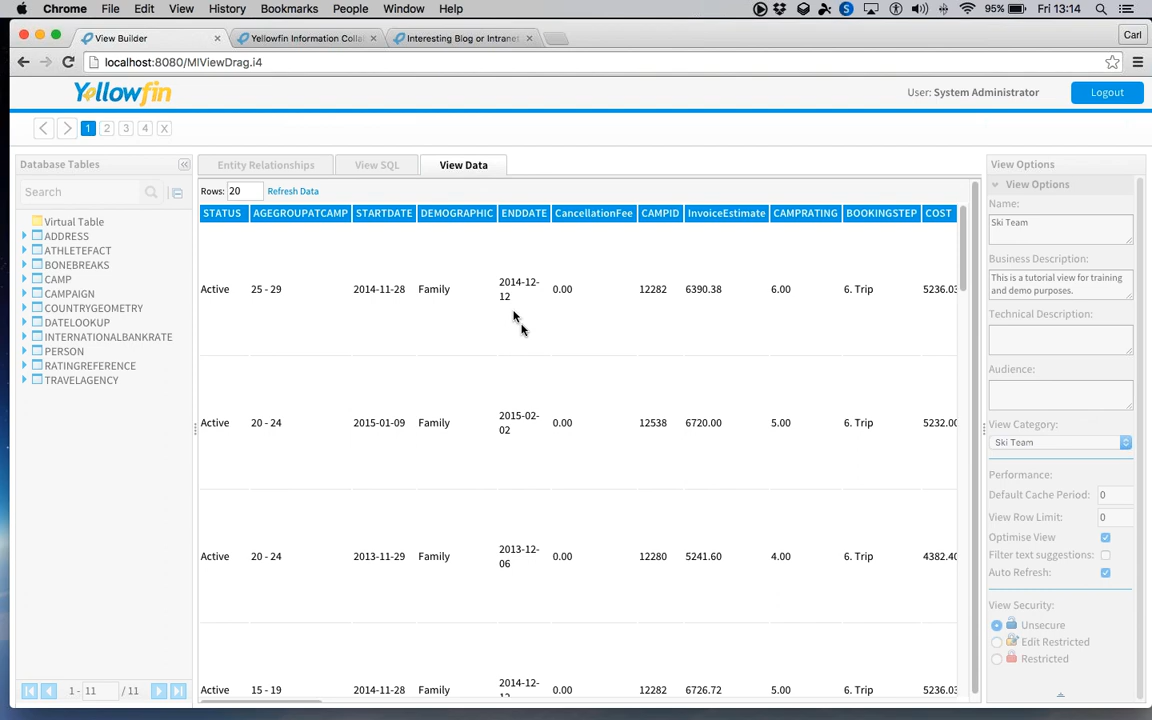 Chrome File Edit View History Bookmarks People Window Help 95% Fri 13:14
View Builder Yellowfin Information Colla Interesting Blog or Intranet Carl
localhost:8080/MIViewDrag.i4
Yellowfin User: System Administrator Logout
1 2 3 4 X
Database Tables
Search
Virtual Table
ADDRESS
ATHLETEFACT
BONEBREAKS
CAMP
CAMPAIGN
COUNTRYGEOMETRY
DATELOOKUP
INTERNATIONALBANKRATE
PERSON
RATINGREFERENCE
TRAVELAGENCY
1 - 11 / 11
Entity Relationships View SQL View Data
Rows: 20 Refresh Data
STATUS AGEGROUPATCAMP STARTDATE DEMOGRAPHIC ENDDATE CancellationFee CAMPID InvoiceEstimate CAMPRATING BOOKINGSTEP COST
Active 25 - 29 2014-11-28 Family 2014-12-12 0.00 12282 6390.38 6.00 6. Trip 5236.03
Active 20 - 24 2015-01-09 Family 2015-02-02 0.00 12538 6720.00 5.00 6. Trip 5232.00
Active 20 - 24 2013-11-29 Family 2013-12-06 0.00 12280 5241.60 4.00 6. Trip 4382.40
Active 15 - 19 2014-11-28 Family 2014-12- 0.00 12282 6726.72 5.00 6. Trip 5236.03
View Options
View Options
Name:
Ski Team
Business Description:
This is a tutorial view for training
and demo purposes.
Technical Description:
Audience:
View Category:
Ski Team
Performance:
Default Cache Period: 0
View Row Limit: 0
Optimise View
Filter text suggestions:
Auto Refresh:
View Security:
Unsecure
Edit Restricted
Restricted